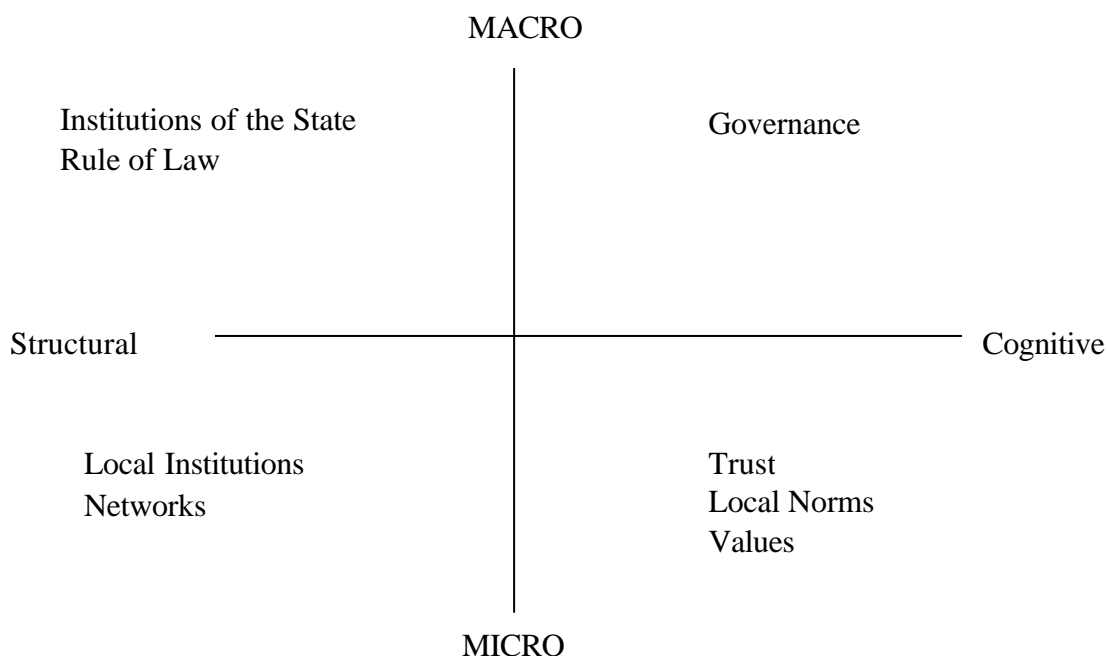 MACRO
Institutions of the State
Rule of Law
Governance
Structural
Cognitive
Local Institutions
Networks
Trust
Local Norms
Values
MICRO